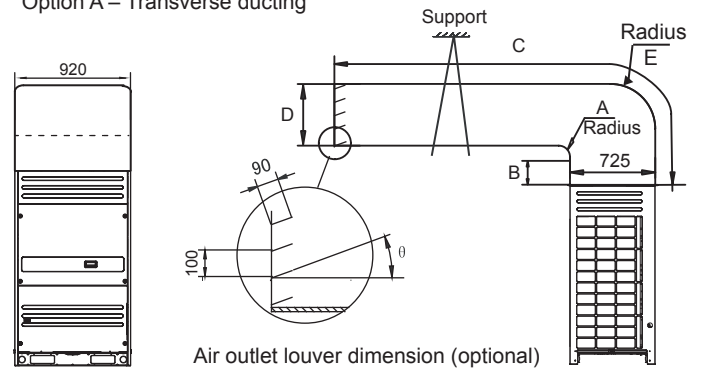 Option A – Transverse ducting
Support
C
Radius
E
920
D
A
Radius
B
725
90
100
θ
Air outlet louver dimension (optional)